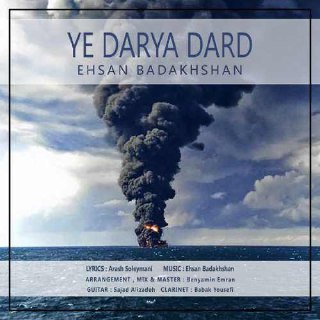 YE DARYA DARD
EHSAN BADAKHSHAN
LYRICS : Arash Soleymani MUSIC : Ehsan Badakhshan
ARRANGEMENT , MIX & MASTER : Benyamin Emran
GUITAR : Sajad Alizadeh CLARINET : Babak Yousefi